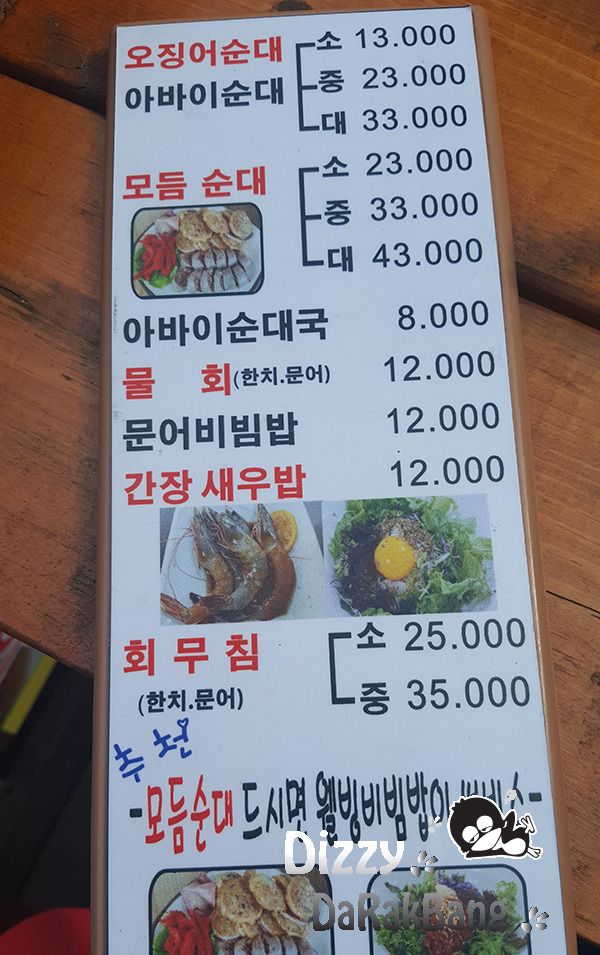 오징어순대 소 13.000
아바이순대 중 23.000
대 33.000
모듬 순대 소 23.000
중 33.000
대 43.000
아바이순대국 8.000
물 회 (한치.문어) 12.000
문어비빔밥 12.000
간장 새우밥 12.000
회 무 침 소 25.000
(한치.문어) 중 35.000
추천
-모듬순대 드시면 웰빙비빔밥이 써비스-
Dizzy
DaRakBang